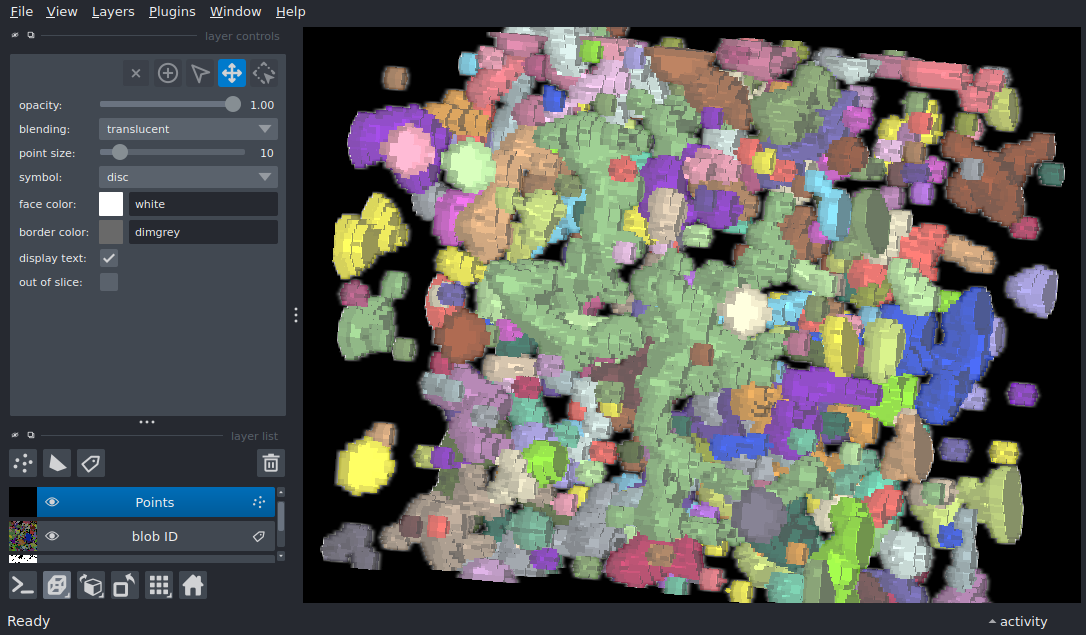 File View Layers Plugins Window Help
layer controls
opacity: 1.00
blending: translucent
point size: 10
symbol: disc
face color: white
border color: dimgrey
display text:
out of slice:
layer list
Points
blob ID
Ready
activity